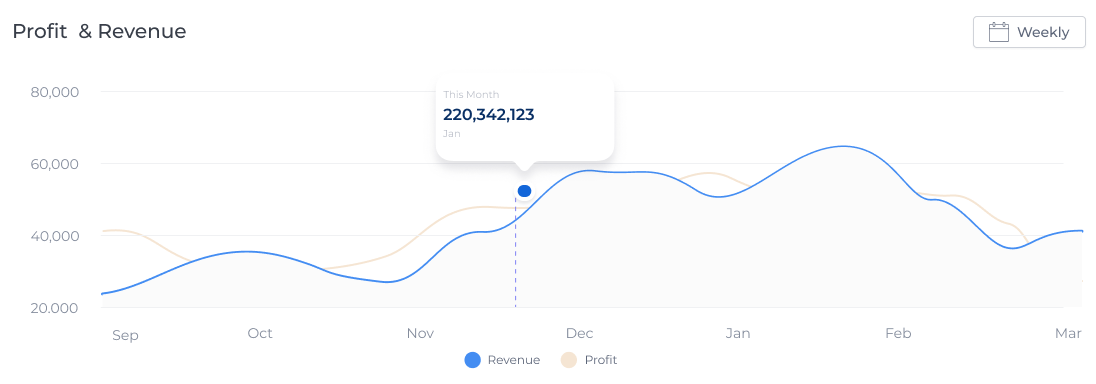 Profit & Revenue
Weekly
80,000
This Month
220,342,123
Jan
60,000
40,000
20.000
Sep Oct Nov Dec Jan Feb Mar
Revenue Profit